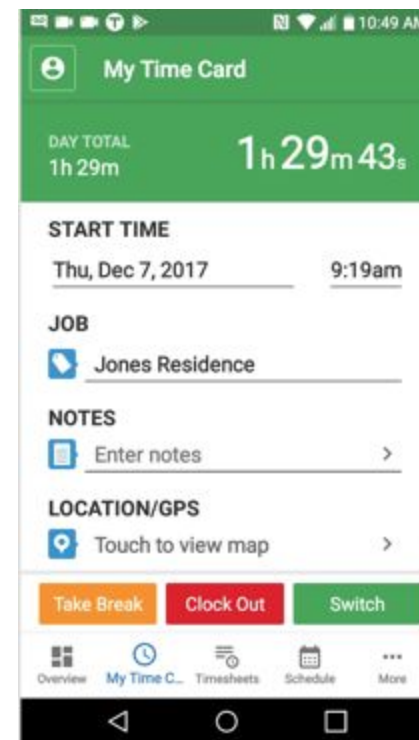 10:49 AM
My Time Card
DAY TOTAL
1h 29m
1h 29m 43s
START TIME
Thu, Dec 7, 2017 9:19am
JOB
Jones Residence
NOTES
Enter notes
LOCATION/GPS
Touch to view map
Take Break Clock Out Switch
Overview My Time C... Timesheets Schedule More